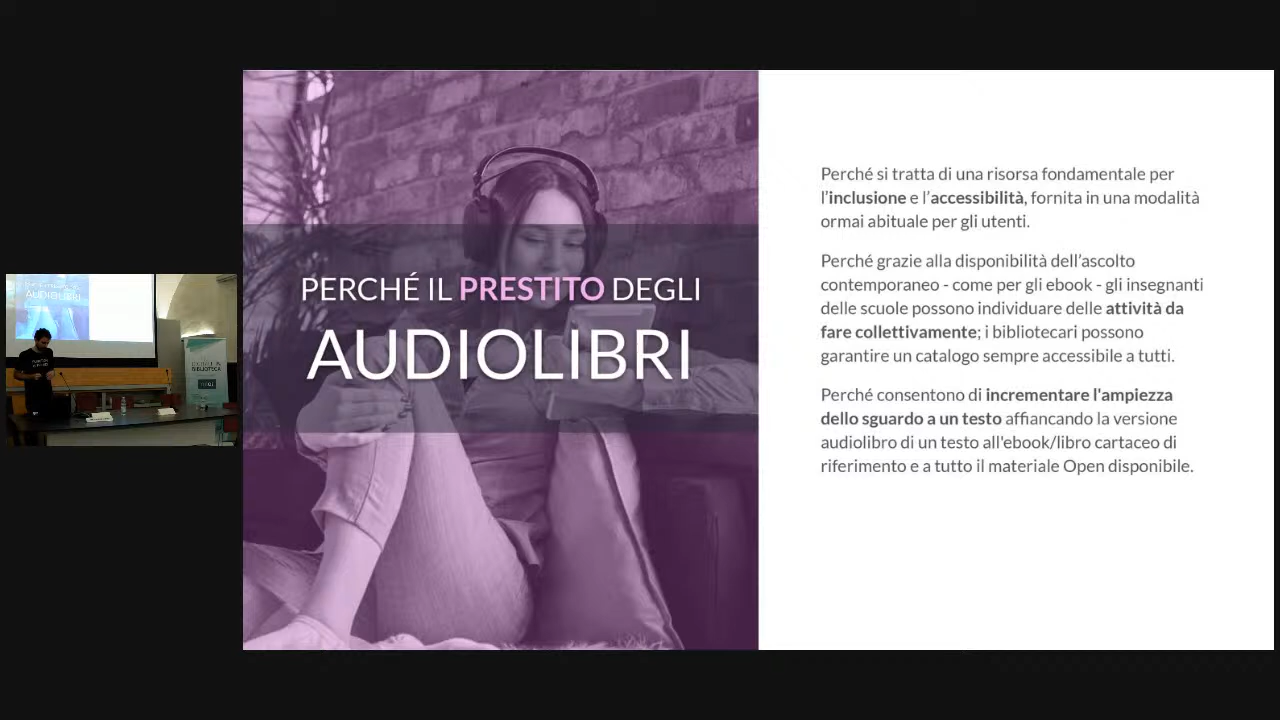 PERCHÉ IL PRESTITO DEGLI
AUDIOLIBRI
Perché si tratta di una risorsa fondamentale per
l’inclusione e l’accessibilità, fornita in una modalità
ormai abituale per gli utenti.
Perché grazie alla disponibilità dell’ascolto
contemporaneo - come per gli ebook - gli insegnanti
delle scuole possono individuare delle attività da
fare collettivamente; i bibliotecari possono
garantire un catalogo sempre accessibile a tutti.
Perché consentono di incrementare l'ampiezza
dello sguardo a un testo affiancando la versione
audiolibro di un testo all'ebook/libro cartaceo di
riferimento e a tutto il materiale Open disponibile.
AUDIOLIBRI
BIBLIOTECA